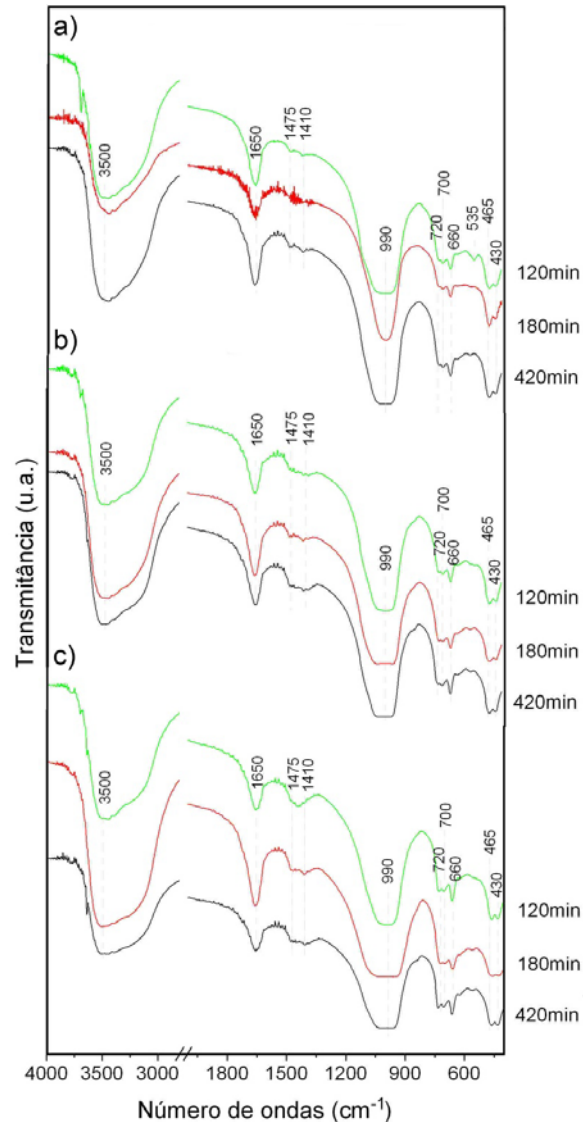 a)
3500
1650
1475
1410
990
720
700
660
535
465
430
120min
180min
420min
b)
3500
1650
1475
1410
990
720
700
660
465
430
120min
180min
420min
c)
3500
1650
1475
1410
990
720
700
660
465
430
120min
180min
420min
Transmitância (u.a.)
4000 3500 3000 1800 1500 1200 900 600
Número de ondas (cm⁻¹)